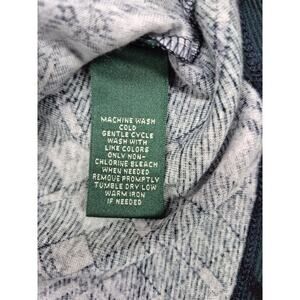 MACHINE WASH
COLD
GENTLE CYCLE
WASH WITH
LIKE COLORS
ONLY NON-
CHLORINE BLEACH
WHEN NEEDED
REMOVE PROMPTLY
TUMBLE DRY LOW
WARM IRON
IF NEEDED